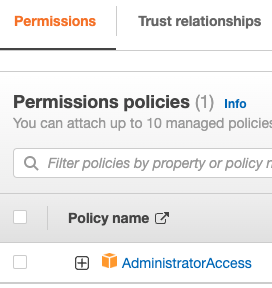 Permissions
Trust relationships
Permissions policies (1) Info
You can attach up to 10 managed policies
Filter policies by property or policy
Policy name
AdministratorAccess